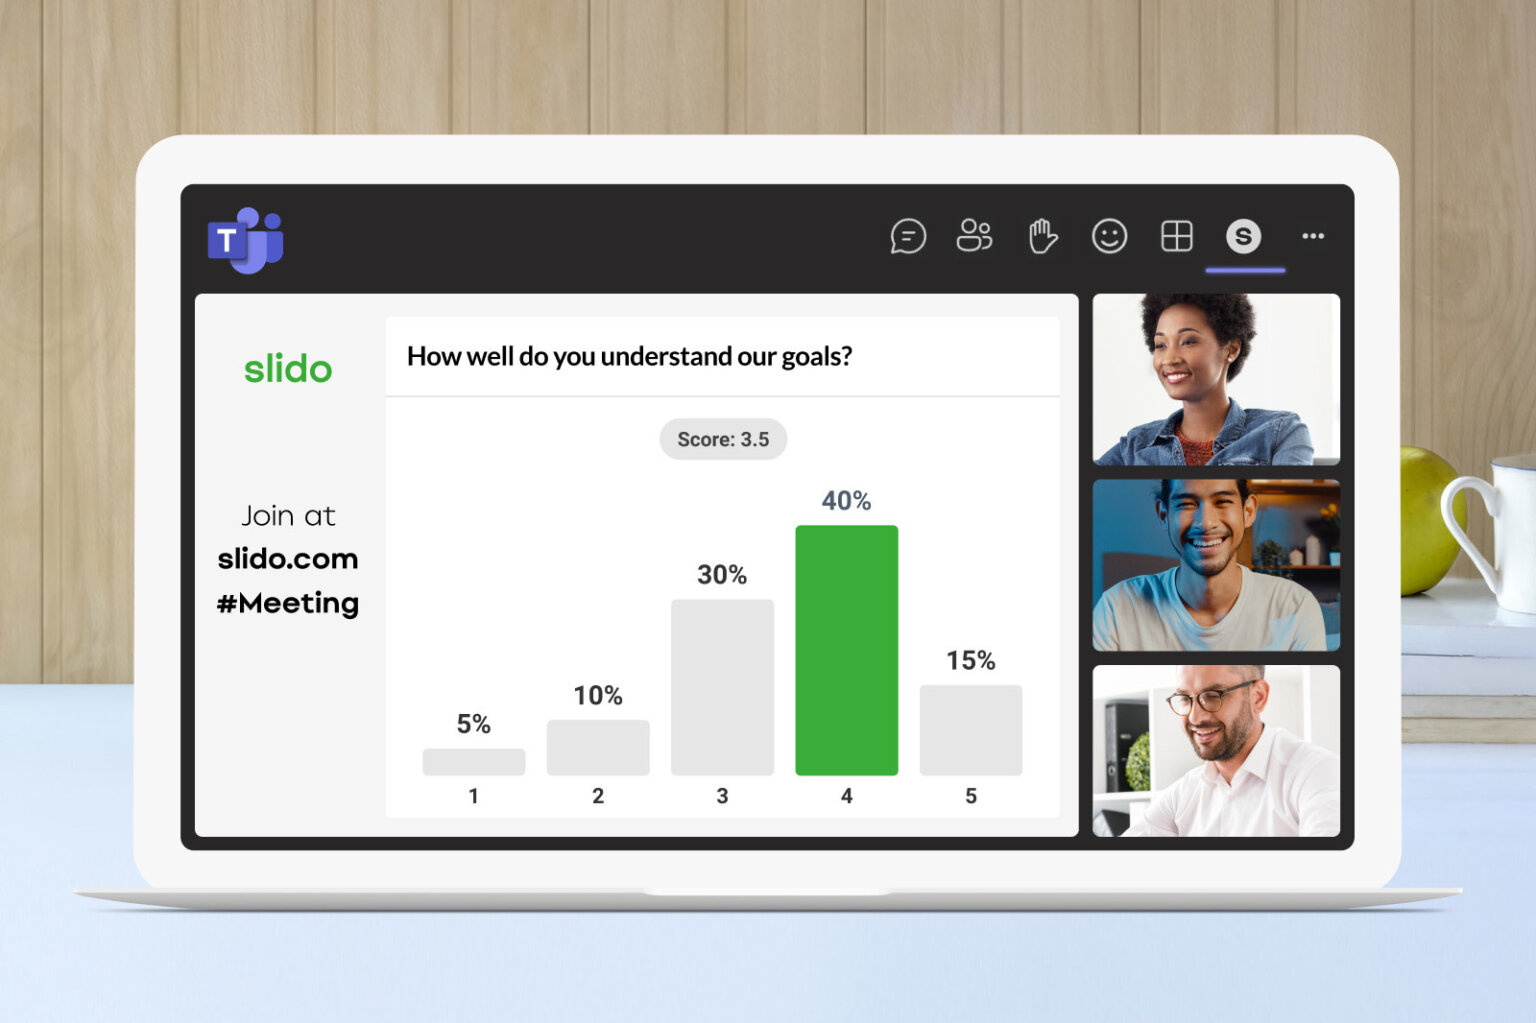 T
S
slido
Join at
slido.com
#Meeting
How well do you understand our goals?
Score: 3.5
5%
10%
30%
40%
15%
1
2
3
4
5